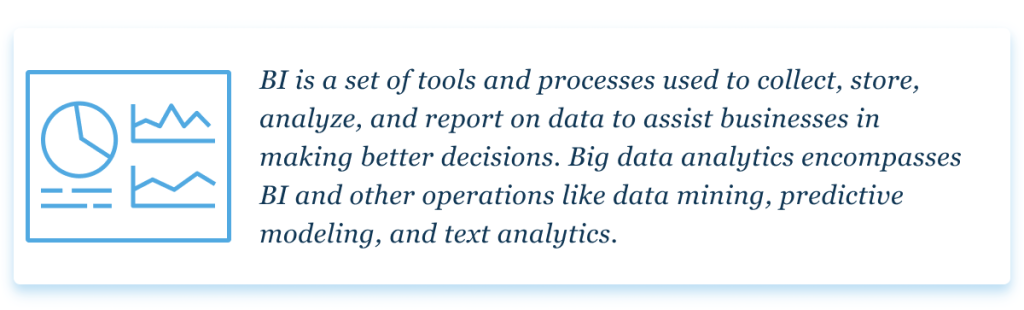 BI is a set of tools and processes used to collect, store,
analyze, and report on data to assist businesses in
making better decisions. Big data analytics encompasses
BI and other operations like data mining, predictive
modeling, and text analytics.